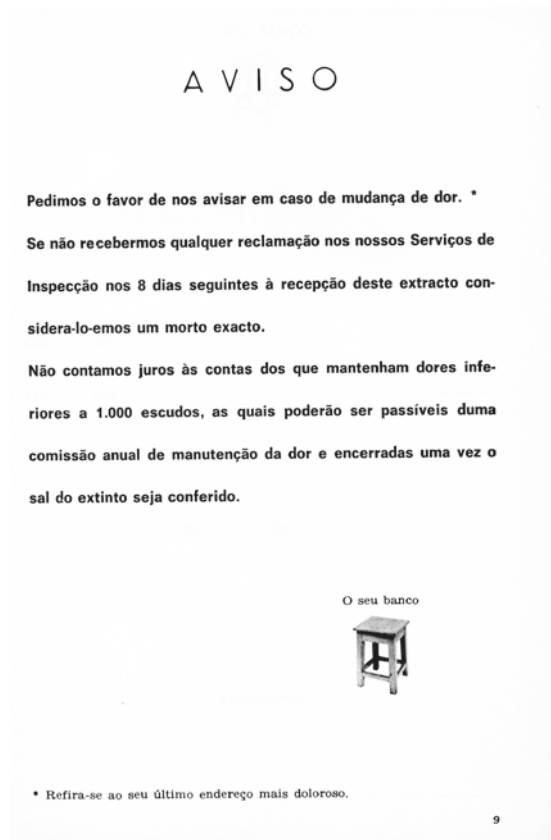 AVISO
Pedimos o favor de nos avisar em caso de mudança de dor. *
Se não recebermos qualquer reclamação nos nossos Serviços de
Inspecção nos 8 dias seguintes à recepção deste extracto con-
sidera-lo-emos um morto exacto.
Não contamos juros às contas dos que mantenham dores infe-
riores a 1.000 escudos, as quais poderão ser passíveis duma
comissão anual de manutenção da dor e encerradas uma vez o
sal do extinto seja conferido.
O seu banco
* Refira-se ao seu último endereço mais doloroso.
9